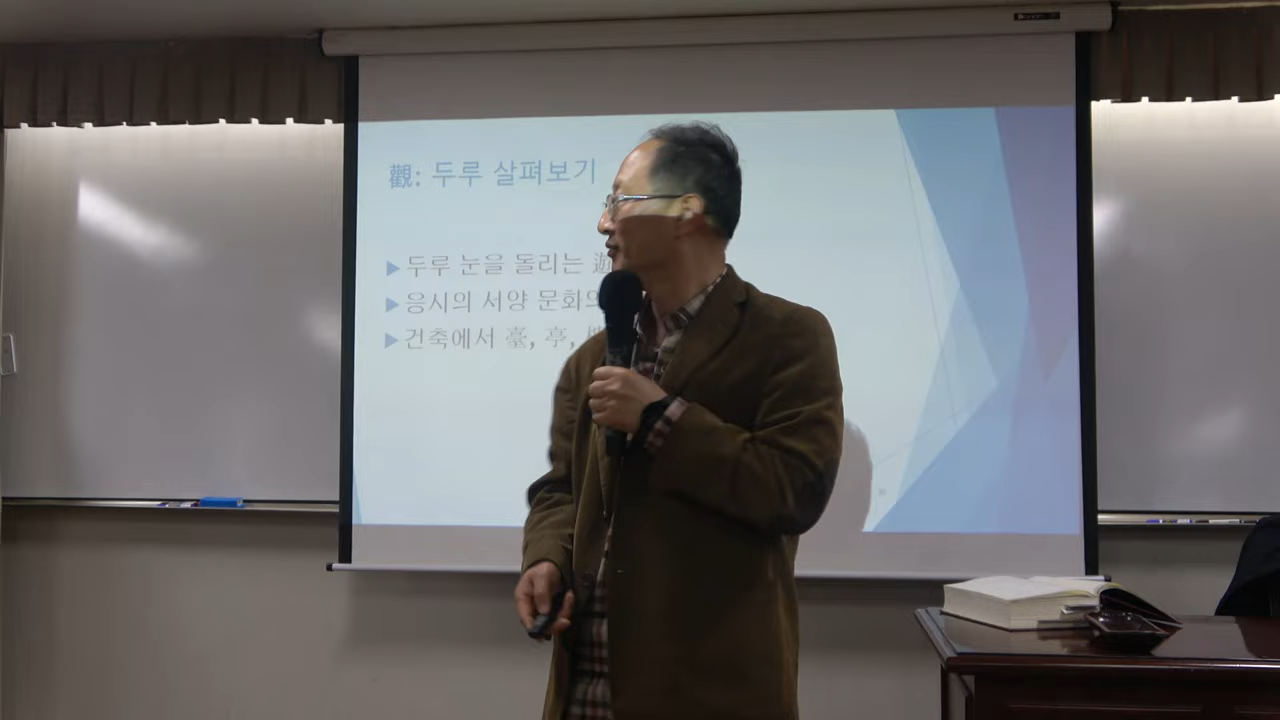 觀: 두루 살펴보기
▶두루 눈을 돌리는
▶응시의 서양 문화의
▶건축에서 臺, 亭,